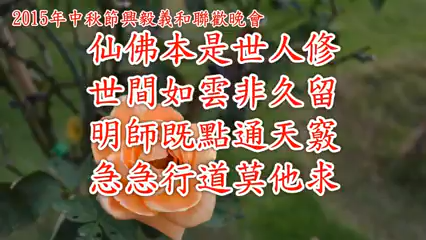 2015年中秋節興毅義和聯歡晚會
仙佛本是世人修
世間如雲非久留
明師既點通天竅
急急行道莫他求